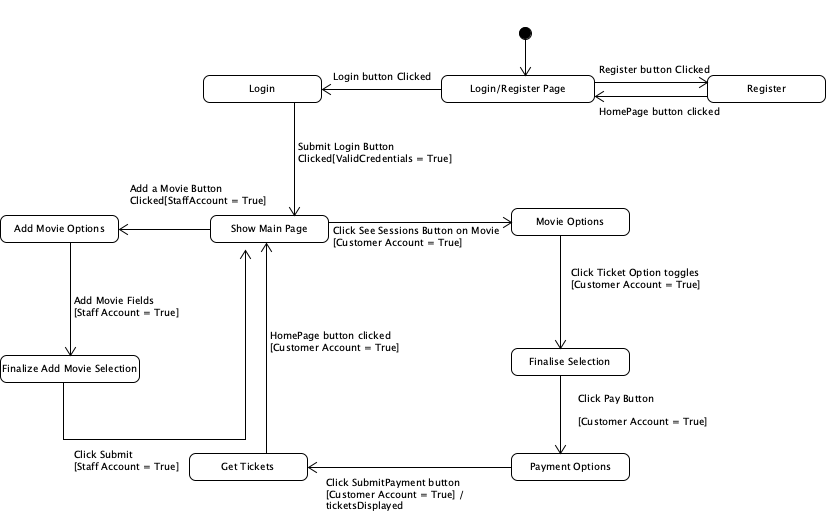 Login button Clicked
Register button Clicked
Login
Login/Register Page
Register
HomePage button clicked
Submit Login Button
Clicked[ValidCredentials = True]
Add a Movie Button
Clicked[StaffAccount = True]
Add Movie Options
Show Main Page
Click See Sessions Button on Movie
[Customer Account = True]
Movie Options
Click Ticket Option toggles
[Customer Account = True]
Add Movie Fields
[Staff Account = True]
HomePage button clicked
[Customer Account = True]
Finalize Add Movie Selection
Finalise Selection
Click Pay Button
[Customer Account = True]
Click Submit
[Staff Account = True]
Get Tickets
Payment Options
Click SubmitPayment button
[Customer Account = True] /
ticketsDisplayed